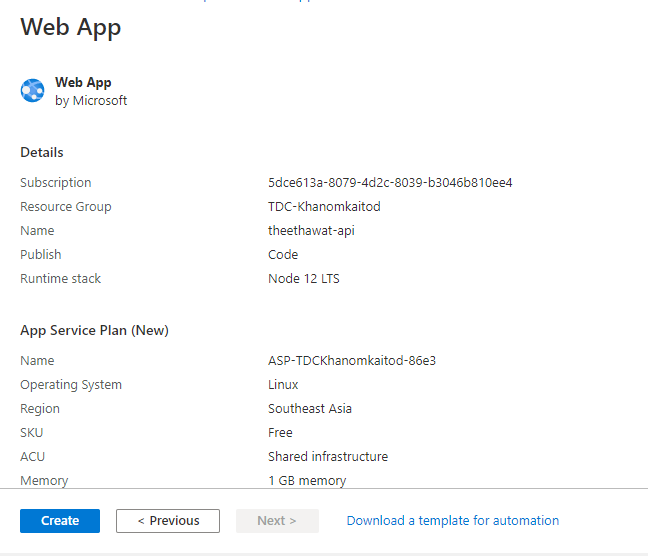 Web App
Web App
by Microsoft
Details
Subscription 5dce613a-8079-4d2c-8039-b3046b810ee4
Resource Group TDC-Khanomkaitod
Name theethawat-api
Publish Code
Runtime stack Node 12 LTS
App Service Plan (New)
Name ASP-TDCKhanomkaitod-86e3
Operating System Linux
Region Southeast Asia
SKU Free
ACU Shared infrastructure
Memory 1 GB memory
Create < Previous Next > Download a template for automation